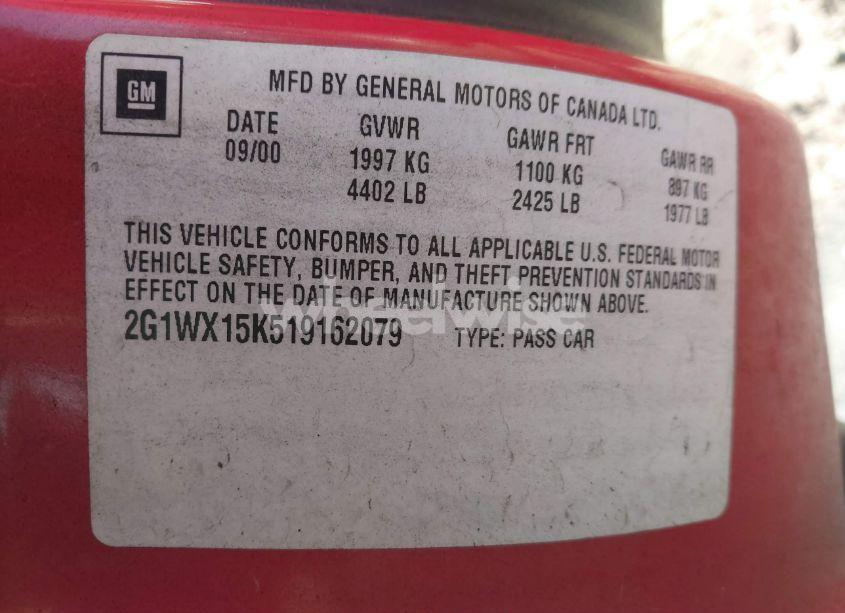 GM
MFD BY GENERAL MOTORS OF CANADA LTD.
DATE GVWR GAWR FRT GAWR RR
09/00 1997 KG 1100 KG 897 KG
4402 LB 2425 LB 1977 LB
THIS VEHICLE CONFORMS TO ALL APPLICABLE U.S. FEDERAL MOTOR
VEHICLE SAFETY, BUMPER, AND THEFT PREVENTION STANDARDS IN
EFFECT ON THE DATE OF MANUFACTURE SHOWN ABOVE.
2G1WX15K519162079 TYPE: PASS CAR
wheelwise